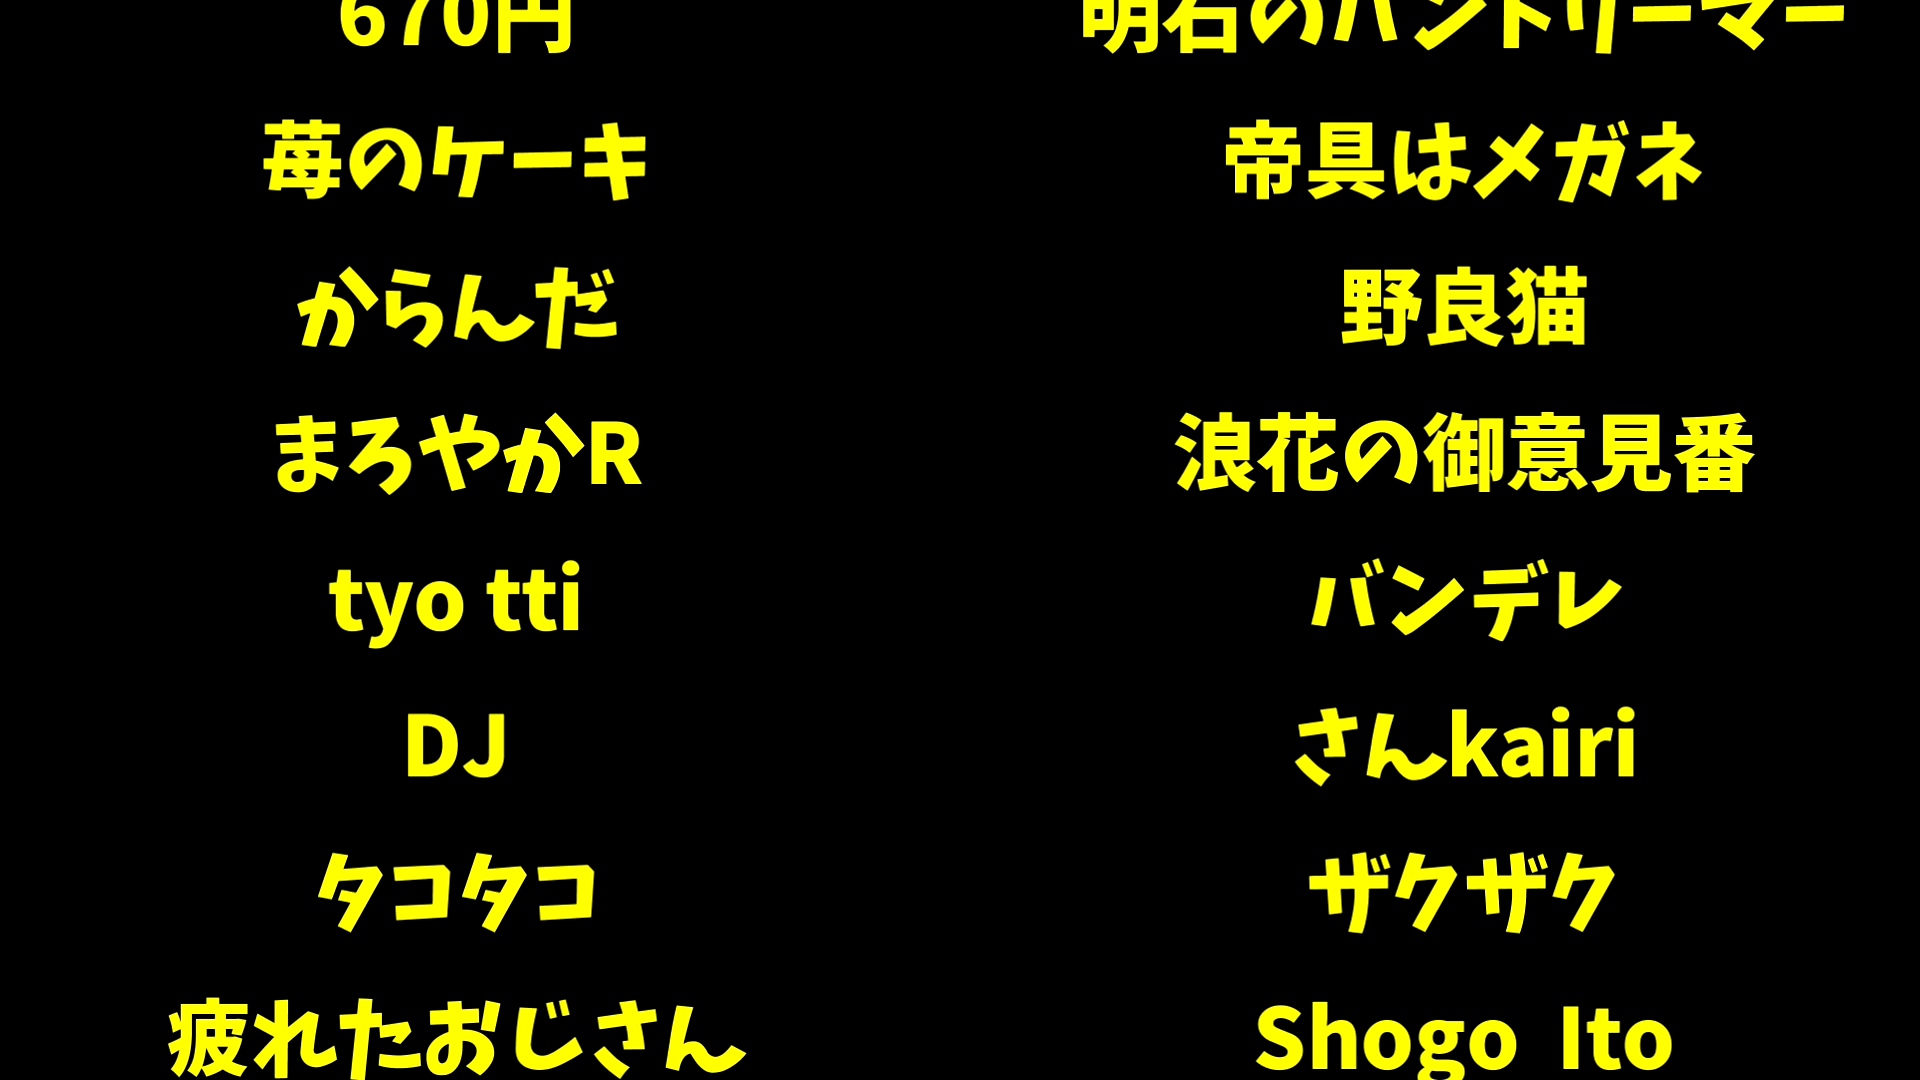 670円
明石のバンドリーマー
苺のケーキ
帝具はメガネ
からんだ
野良猫
まろやかR
浪花の御意見番
tyo tti
バンデレ
DJ
さんkairi
タコタコ
ザクザク
疲れたおじさん
Shogo Ito